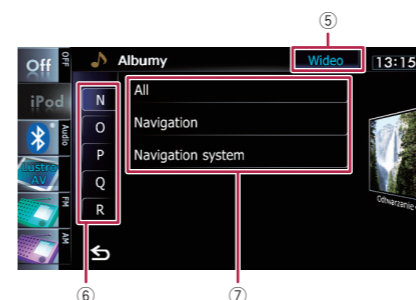 ⑤
Off OFF
Albumy
Wideo
13:15
iPod
Audio
Lustro AV
FM
AM
N
O
P
Q
R
All
Navigation
Navigation system
Odtwarzanie
⑥
⑦